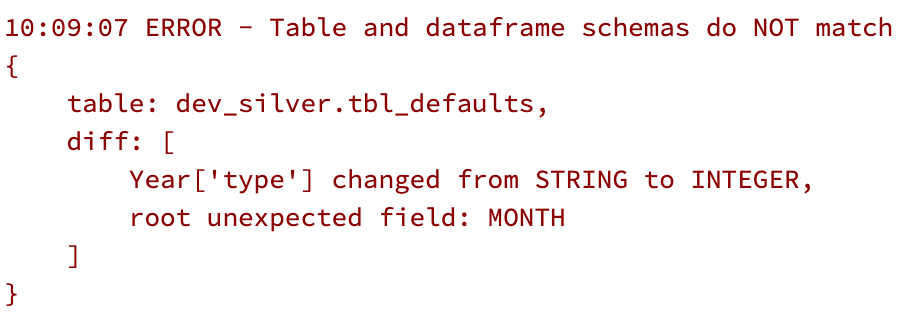 10:09:07 ERROR - Table and dataframe schemas do NOT match
{
    table: dev_silver.tbl_defaults,
    diff: [
        Year['type'] changed from STRING to INTEGER,
        root unexpected field: MONTH
    ]
}